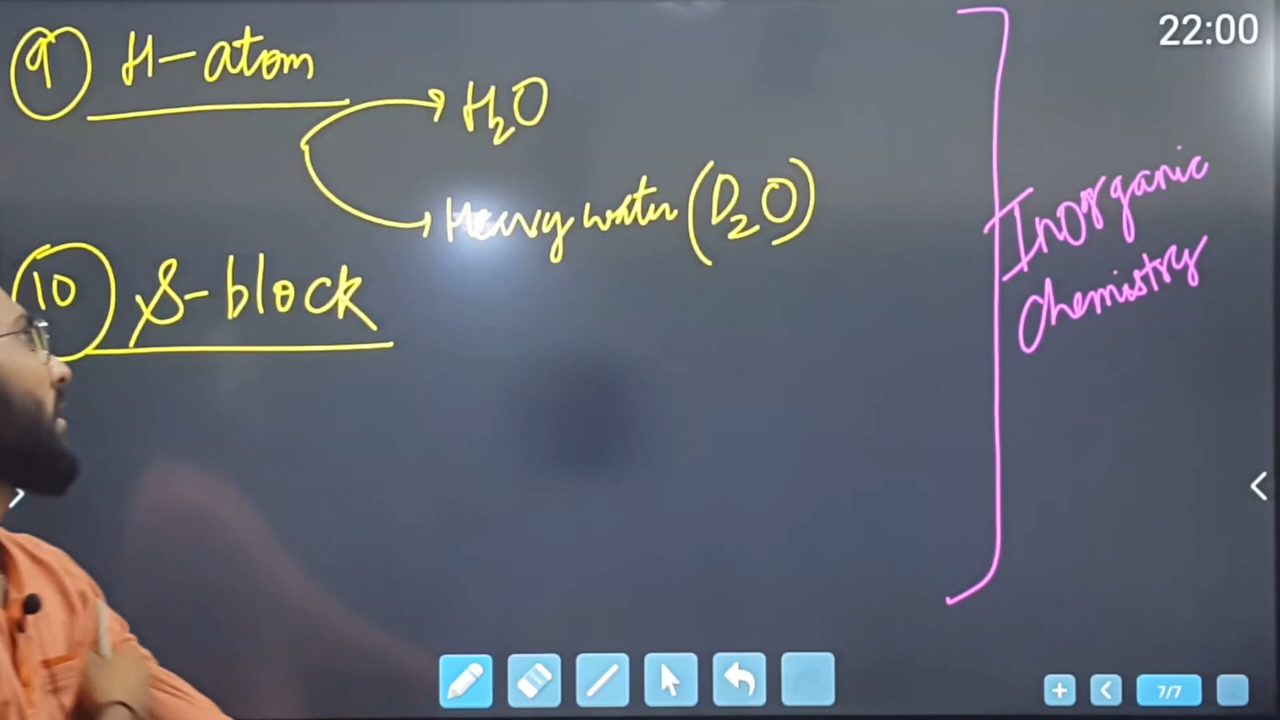 22:00
9 H-atom
H₂O
Heavy water (D₂O)
10 S-block
Inorganic
Chemistry
7/7